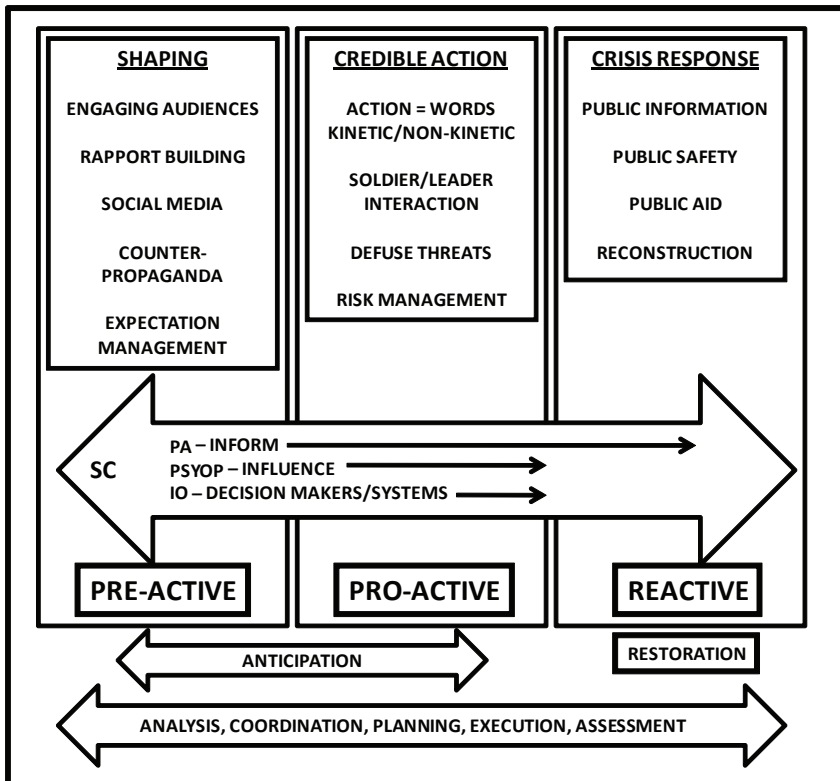 SHAPING
ENGAGING AUDIENCES
RAPPORT BUILDING
SOCIAL MEDIA
COUNTER-
PROPAGANDA
EXPECTATION
MANAGEMENT
CREDIBLE ACTION
ACTION = WORDS
KINETIC/NON-KINETIC
SOLDIER/LEADER
INTERACTION
DEFUSE THREATS
RISK MANAGEMENT
CRISIS RESPONSE
PUBLIC INFORMATION
PUBLIC SAFETY
PUBLIC AID
RECONSTRUCTION
SC
PA – INFORM
PSYOP – INFLUENCE
IO – DECISION MAKERS/SYSTEMS
PRE-ACTIVE
PRO-ACTIVE
REACTIVE
ANTICIPATION
RESTORATION
ANALYSIS, COORDINATION, PLANNING, EXECUTION, ASSESSMENT